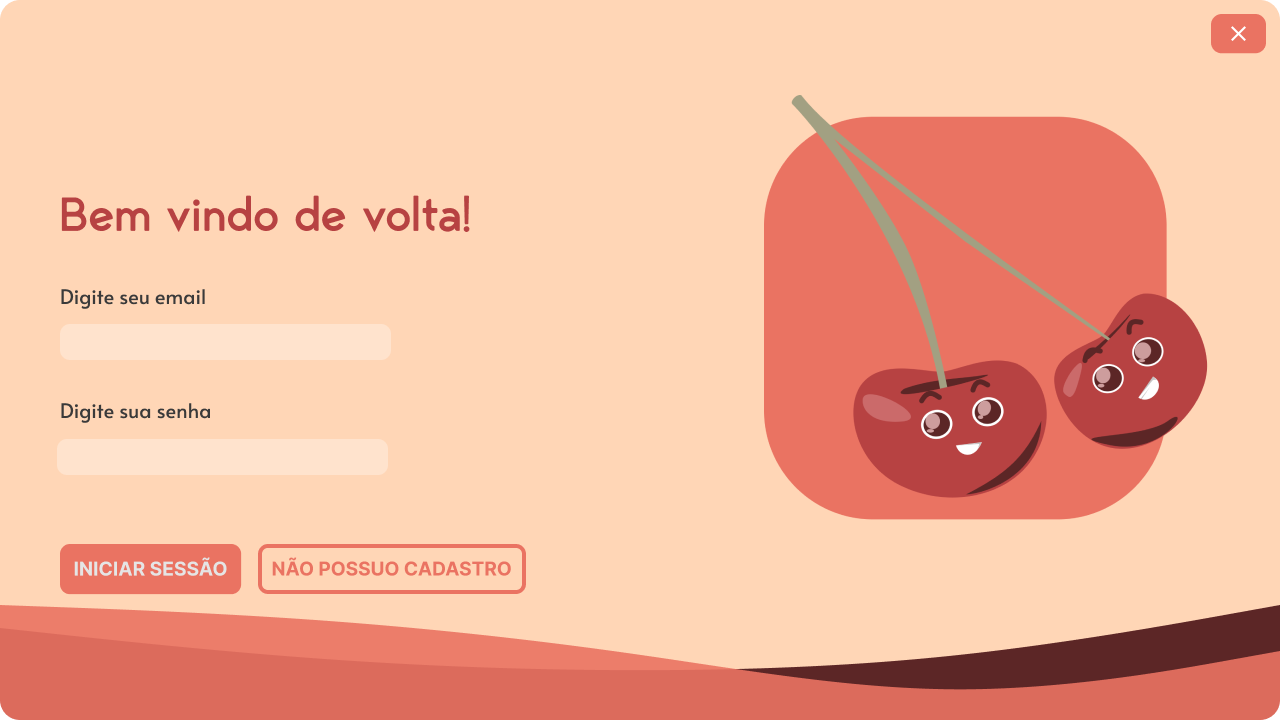 Bem vindo de volta!
Digite seu email
Digite sua senha
INICIAR SESSÃO
NÃO POSSUO CADASTRO